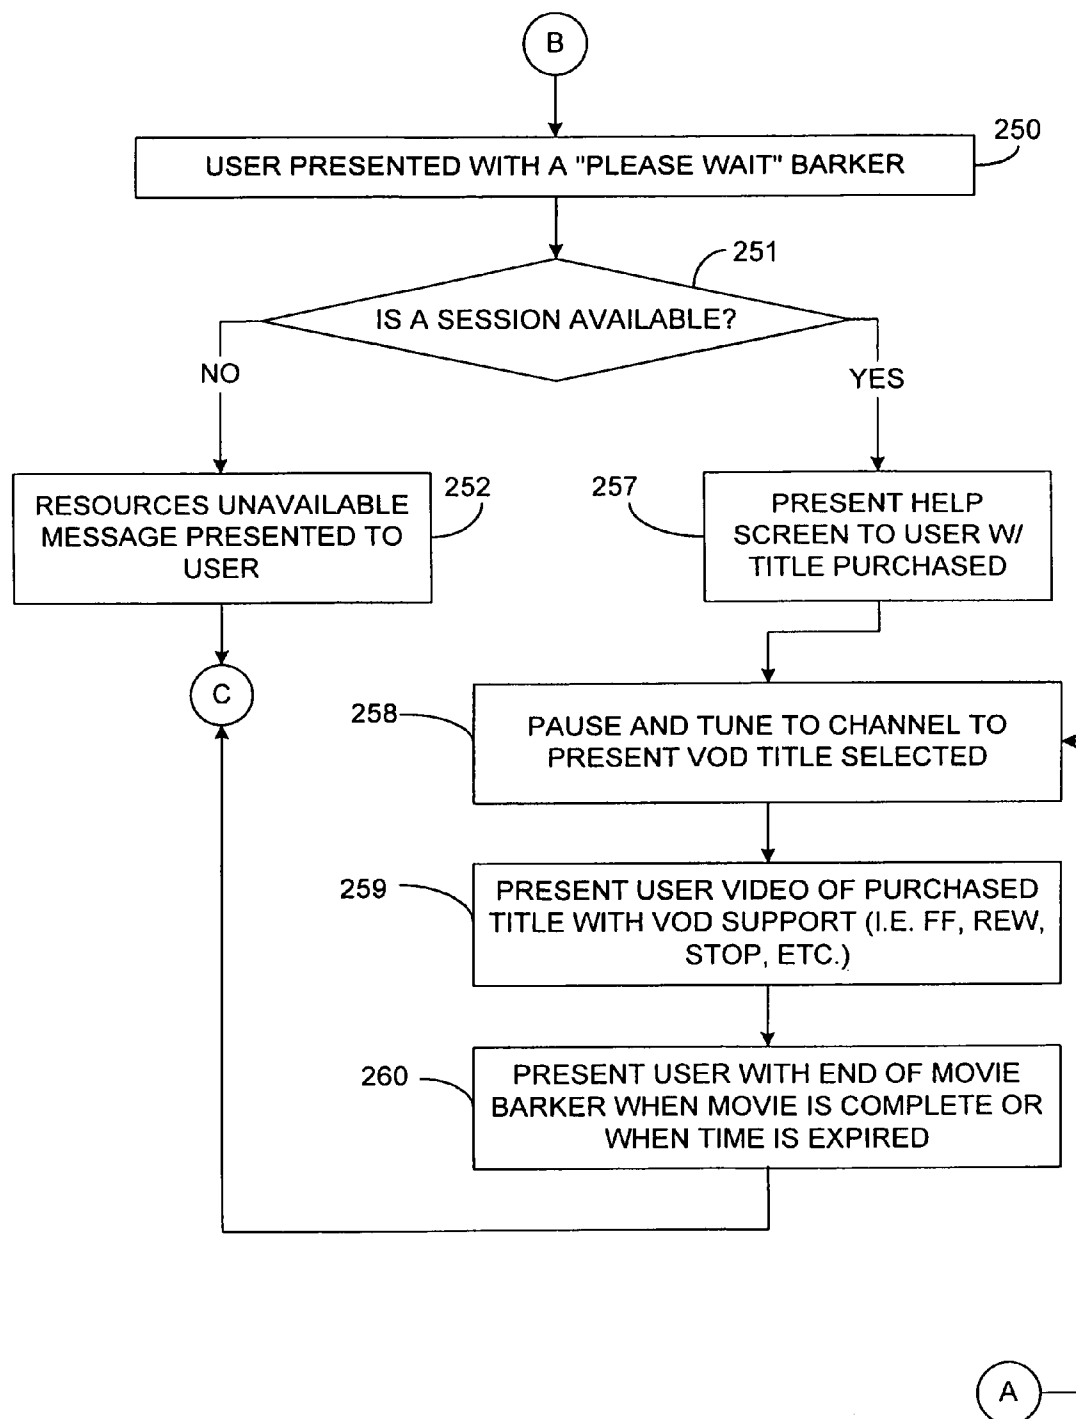 B
250
USER PRESENTED WITH A "PLEASE WAIT" BARKER
251
IS A SESSION AVAILABLE?
NO
YES
RESOURCES UNAVAILABLE
MESSAGE PRESENTED TO
USER
252
257
PRESENT HELP
SCREEN TO USER W/
TITLE PURCHASED
C
258
PAUSE AND TUNE TO CHANNEL TO
PRESENT VOD TITLE SELECTED
259
PRESENT USER VIDEO OF PURCHASED
TITLE WITH VOD SUPPORT (I.E. FF, REW,
STOP, ETC.)
260
PRESENT USER WITH END OF MOVIE
BARKER WHEN MOVIE IS COMPLETE OR
WHEN TIME IS EXPIRED
A